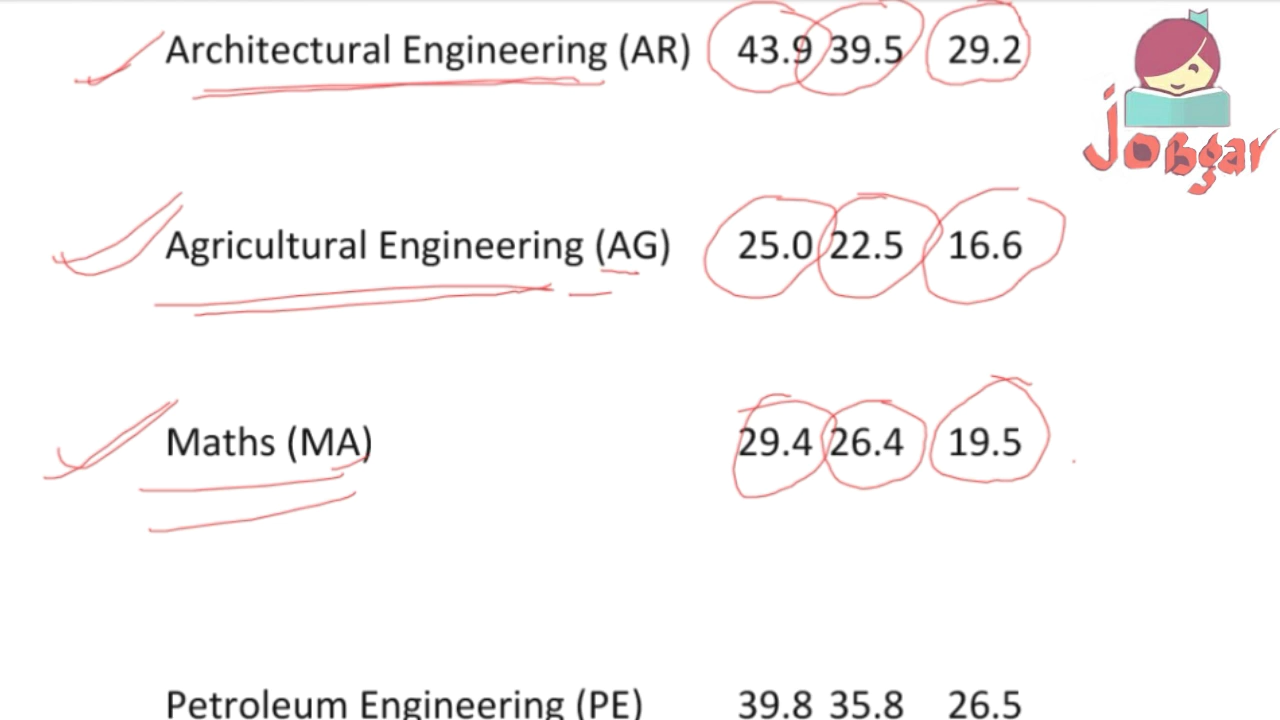 Architectural Engineering (AR) 43.9 39.5 29.2
Jobgar
Agricultural Engineering (AG) 25.0 22.5 16.6
Maths (MA) 29.4 26.4 19.5
Petroleum Engineering (PE) 39.8 35.8 26.5